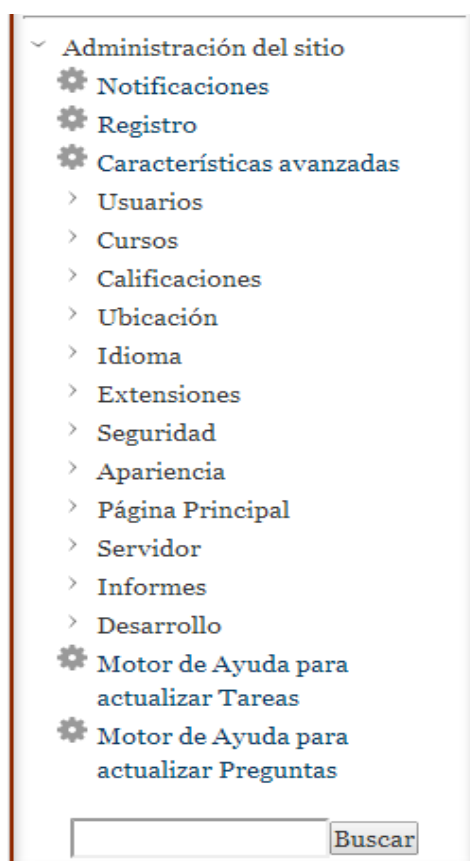 Administración del sitio
Notificaciones
Registro
Características avanzadas
Usuarios
Cursos
Calificaciones
Ubicación
Idioma
Extensiones
Seguridad
Apariencia
Página Principal
Servidor
Informes
Desarrollo
Motor de Ayuda para
actualizar Tareas
Motor de Ayuda para
actualizar Preguntas
Buscar